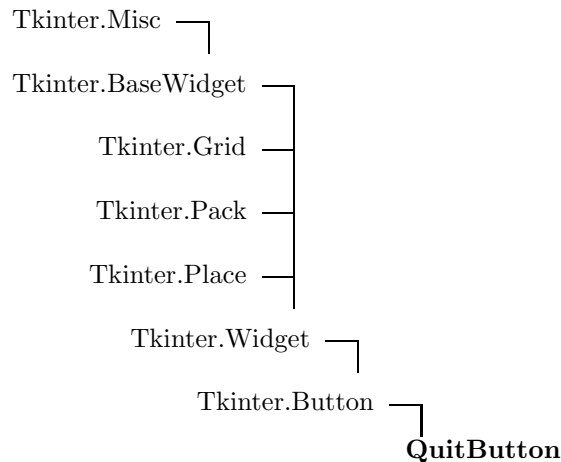 Tkinter.Misc
Tkinter.BaseWidget
Tkinter.Grid
Tkinter.Pack
Tkinter.Place
Tkinter.Widget
Tkinter.Button
QuitButton